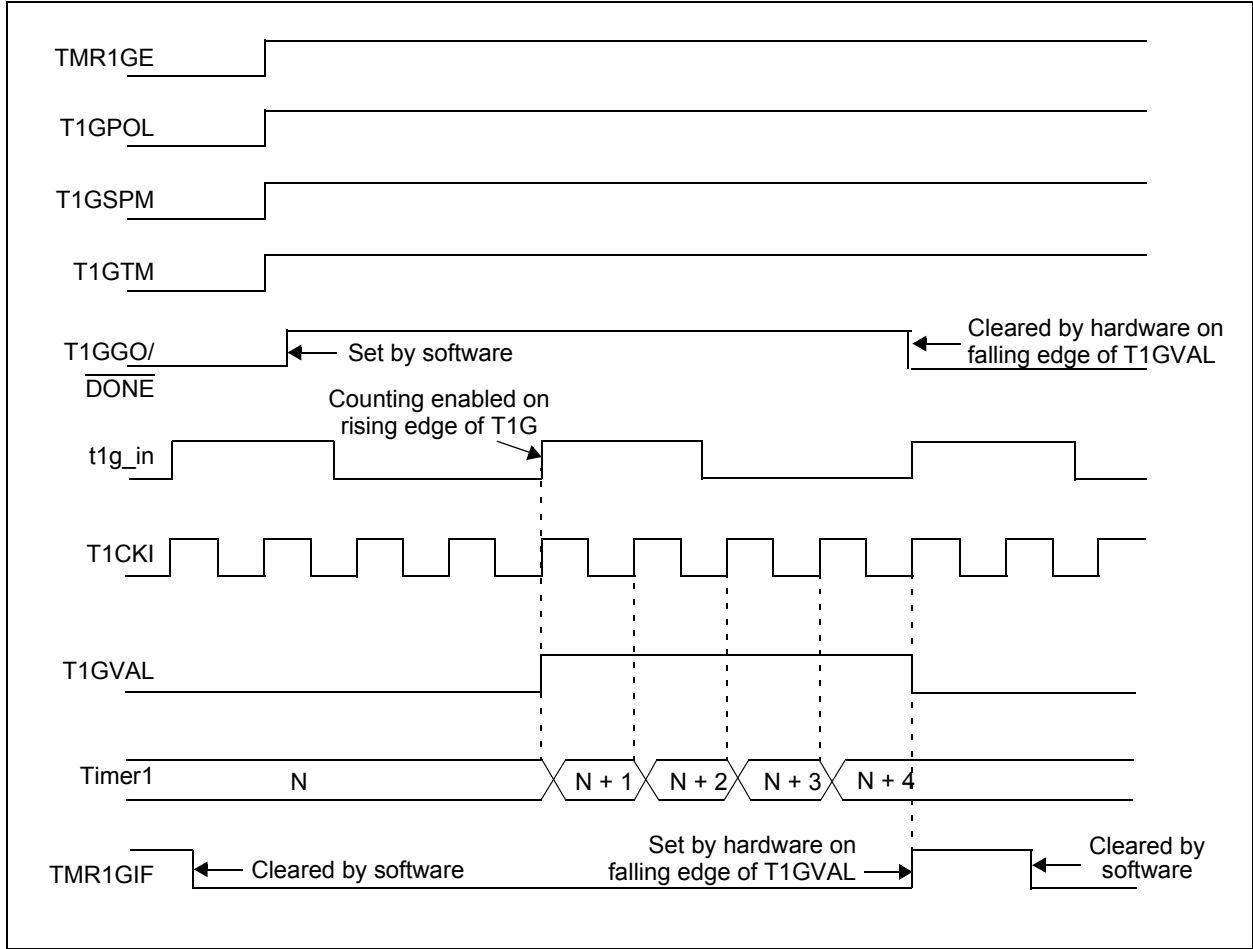 TMR1GE
T1GPOL
T1GSPM
T1GTM
T1GGO/
DONE
Set by software
Cleared by hardware on
falling edge of T1GVAL
Counting enabled on
rising edge of T1G
t1g_in
T1CKI
T1GVAL
Timer1
N
N + 1
N + 2
N + 3
N + 4
TMR1GIF
Cleared by software
Set by hardware on
falling edge of T1GVAL
Cleared by
software